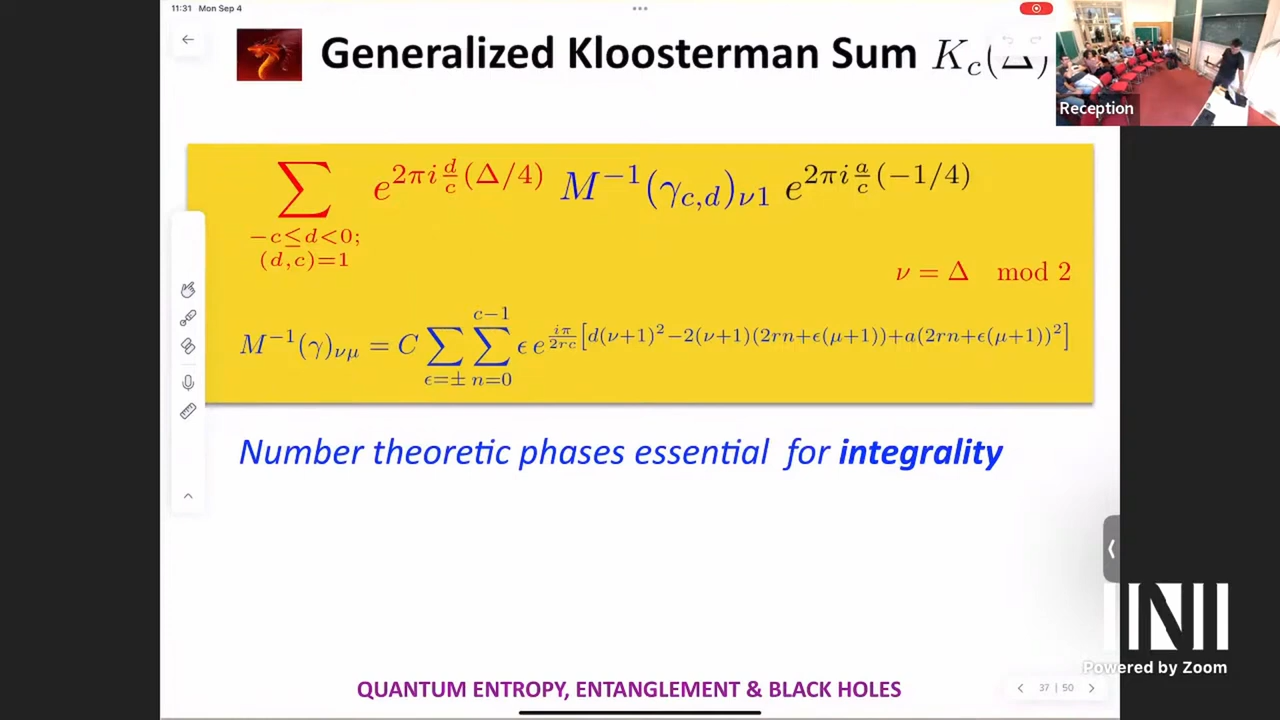 11:31 Mon Sep 4
Generalized Kloosterman Sum K_c(Δ)
Reception
∑_{-c≤d<0; (d,c)=1} e^{2πi d/c (Δ/4)} M^{-1}(γ_{c,d})_{ν1} e^{2πi a/c (-1/4)}
ν = Δ mod 2
M^{-1}(γ)_{νμ} = C ∑_{ϵ=±} ∑_{n=0}^{c-1} ϵ e^{iπ/2rc [d(ν+1)^2-2(ν+1)(2rn+ϵ(μ+1))+a(2rn+ϵ(μ+1))^2]}
Number theoretic phases essential for integrality
QUANTUM ENTROPY, ENTANGLEMENT & BLACK HOLES
37 | 50
Powered by Zoom